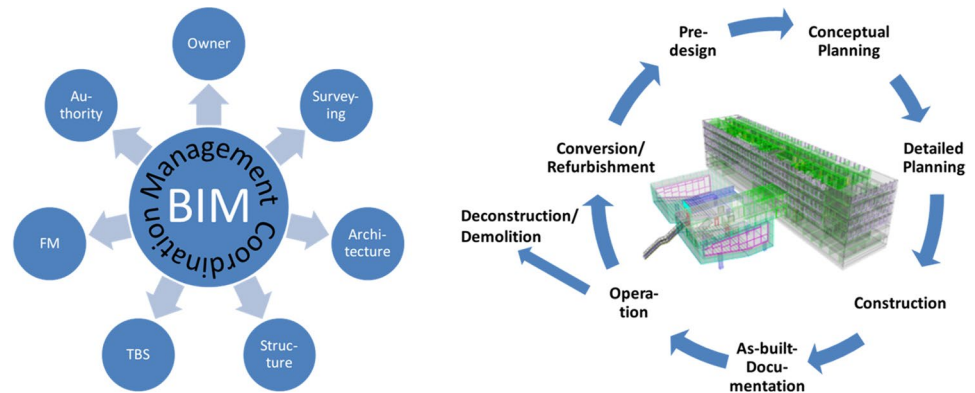 Owner
Survey-
ing
Archi-
tecture
Struc-
ture
TBS
FM
Au-
thority
Management
Coordination
BIM
Pre-
design
Conceptual
Planning
Detailed
Planning
Construction
As-built-
Docu-
mentation
Opera-
tion
Deconstruction/
Demolition
Conversion/
Refurbishment